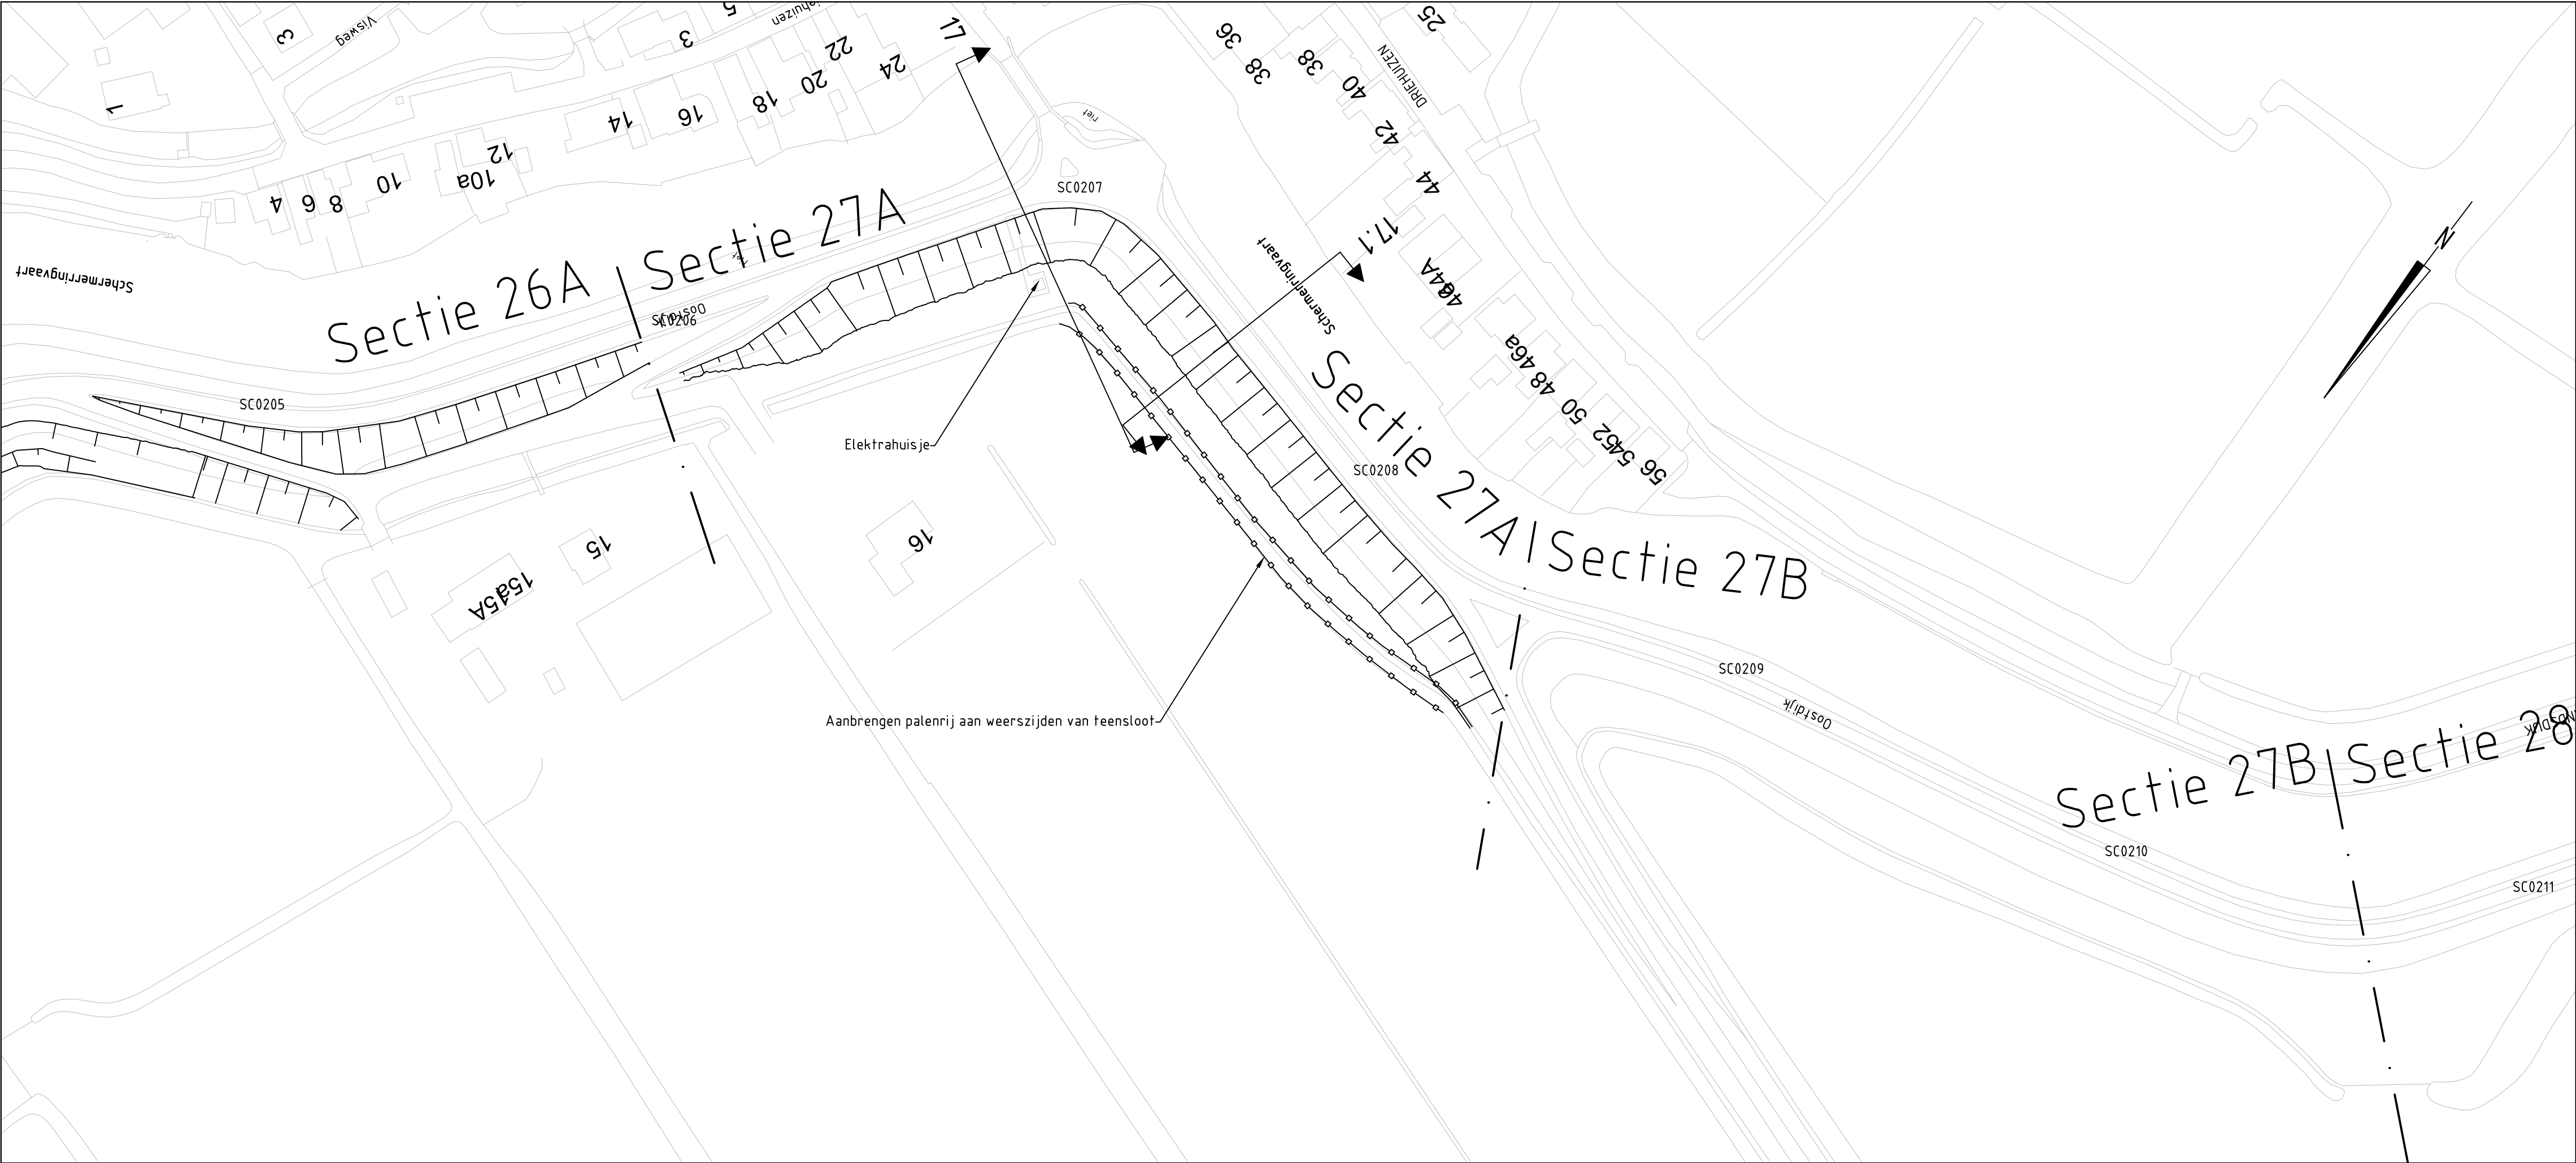 3
Visweg
5
3
22
24
20
18
16
14
1
12
10
10a
8
6
4
17
36
38
38
40
25
DRIEHUIZEN
42
44
riet
SC0207
17.1
Schermerringvaart
Sectie 26A
Sectie 27A
Oostdijk
SC0206
Schermerringvaart
44A
46a
48
50
52
54
56
N
SC0205
Elektrahuisje
Sectie 27A
SC0208
Sectie 27B
16
15
15a
15A
Aanbrengen palenrij aan weerszijden van teensloot
SC0209
Oostdijk
Sectie 27B
Sectie 28
SC0210
SC0211